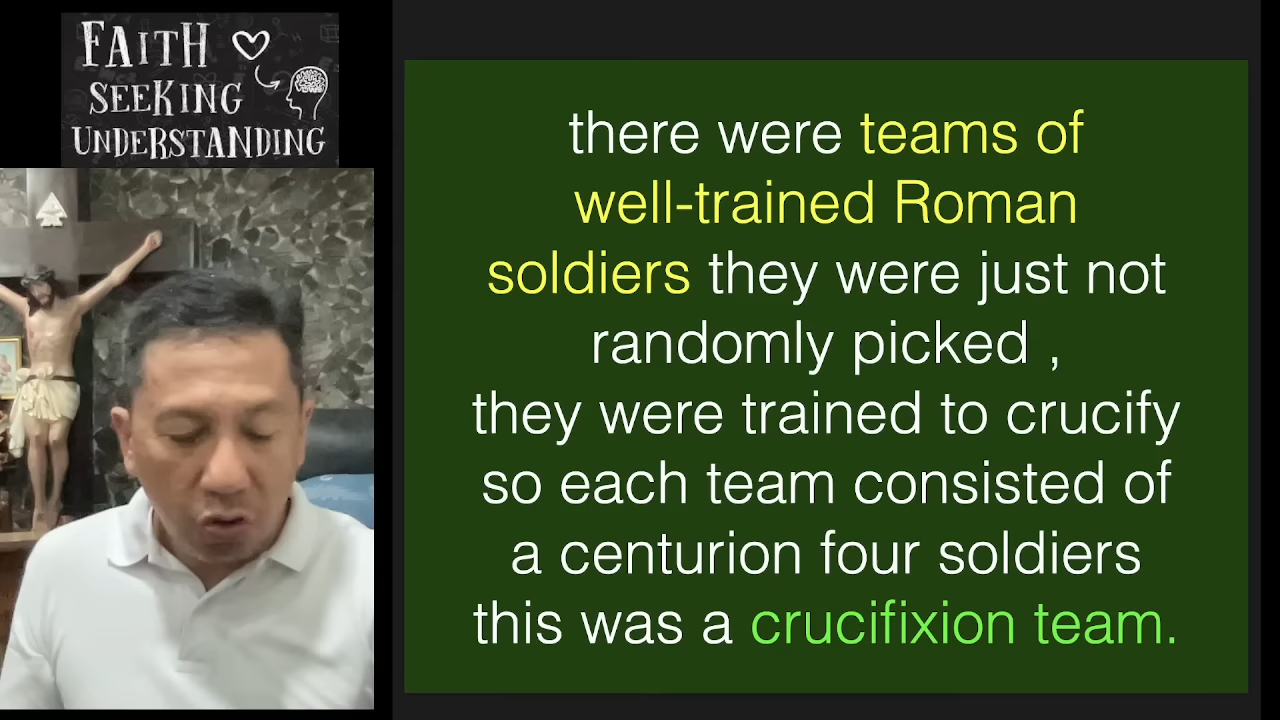 FAITH
SEEKING
UNDERSTANDING
there were teams of
well-trained Roman
soldiers they were just not
randomly picked ,
they were trained to crucify
so each team consisted of
a centurion four soldiers
this was a crucifixion team.